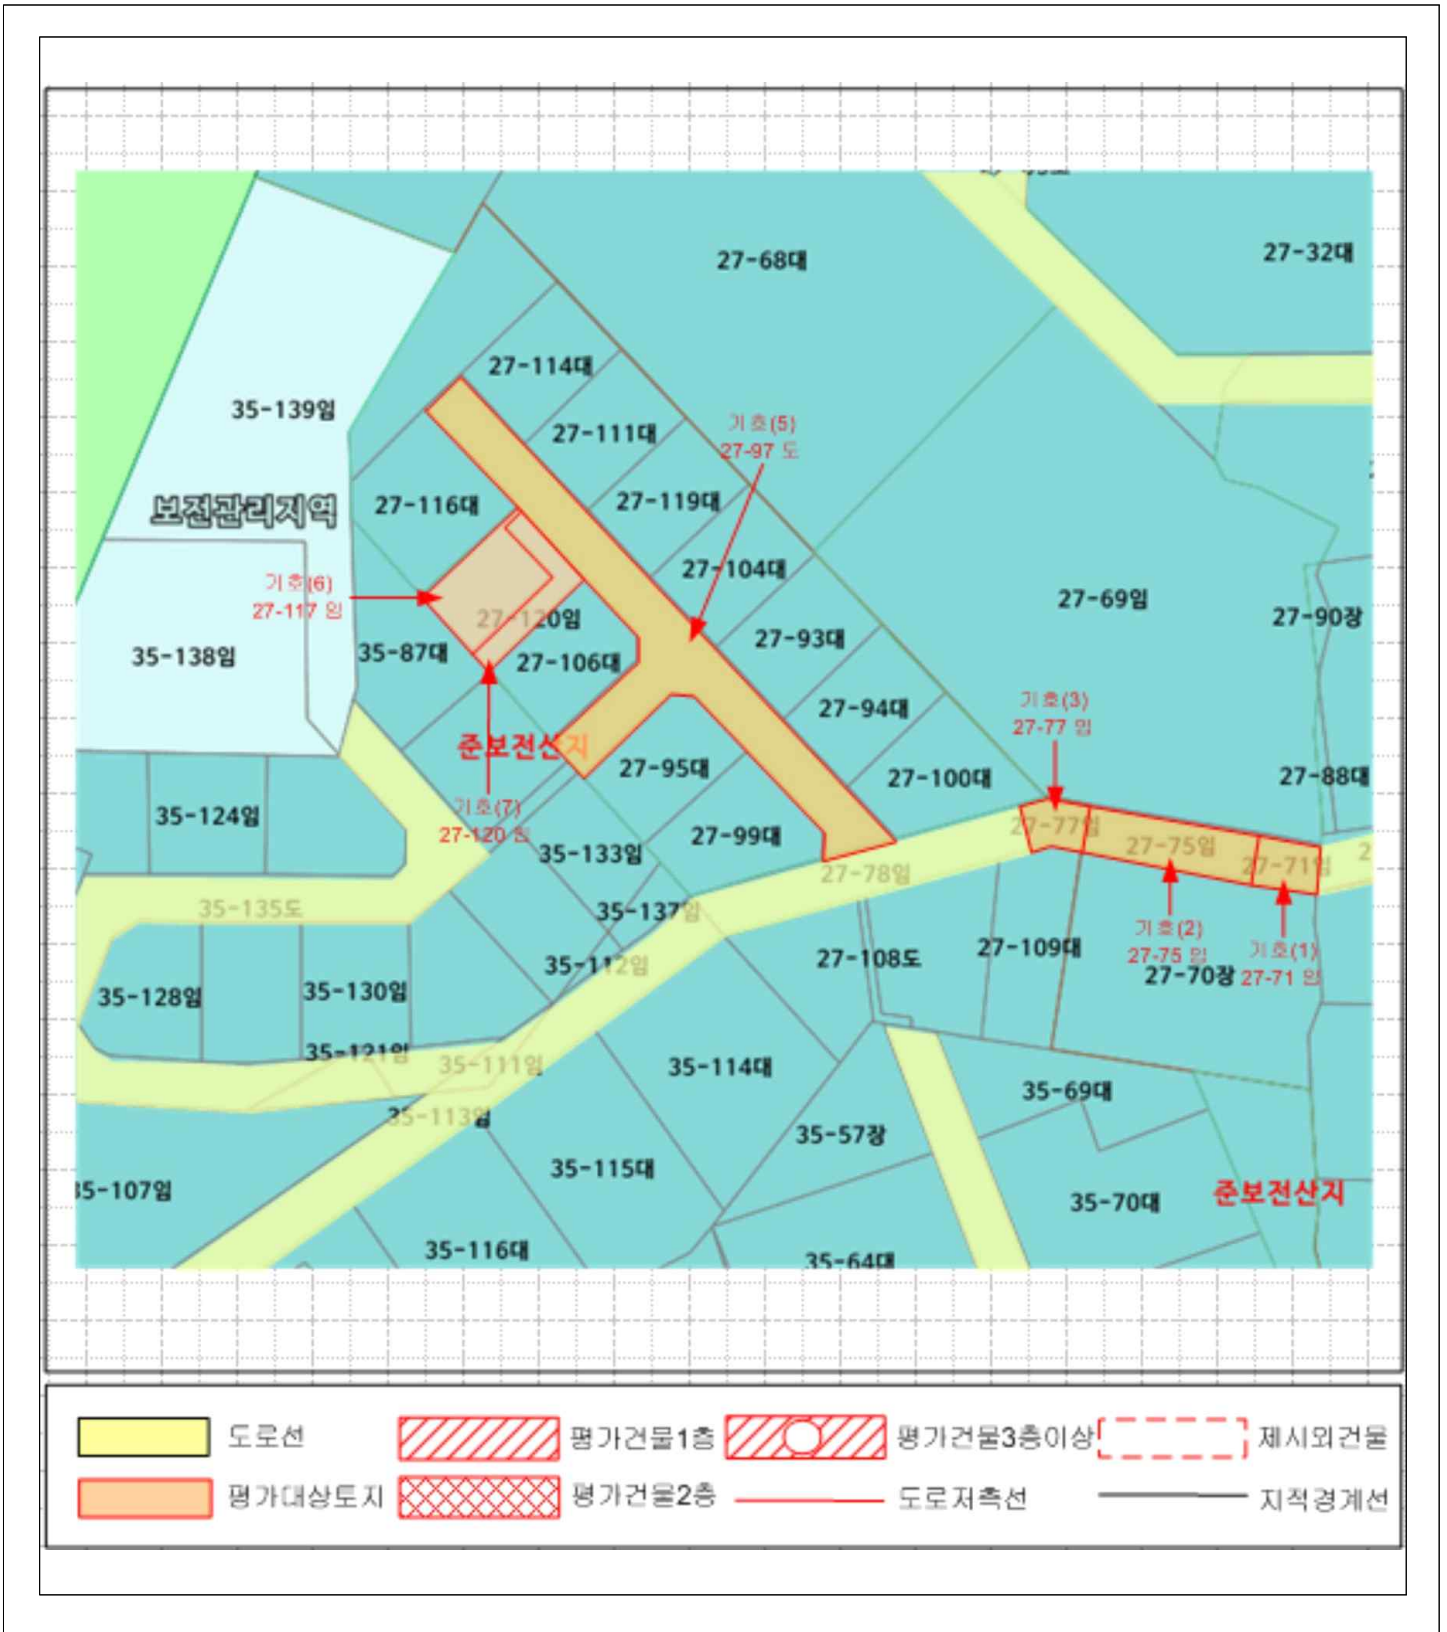 27-68대
27-32대
27-114대
35-139임
27-111대
기호(5)
27-97 도
27-116대
27-119대
보전관리지역
27-104대
기호(6)
27-117 임
27-69임
27-90장
27-120임
27-93대
35-138임
35-87대
27-106대
27-94대
기호(3)
27-77 임
준보전산지
27-95대
27-100대
27-88대
35-124임
기호(7)
27-120 임
27-99대
27-77임
27-75임
27-71임
2
35-133임
27-78임
35-135도
35-137임
기호(2)
27-75 임
기호(1)
27-71 임
27-108도
27-109대
27-70장
35-112임
35-128임
35-130임
35-121임
35-111임
35-114대
35-69대
35-113임
35-57장
35-115대
35-107임
준보전산지
35-70대
35-116대
35-64대
도로선
평가건물1층
평가건물3층이상
제시외건물
평가대상토지
평가건물2층
도로저촉선
지적경계선